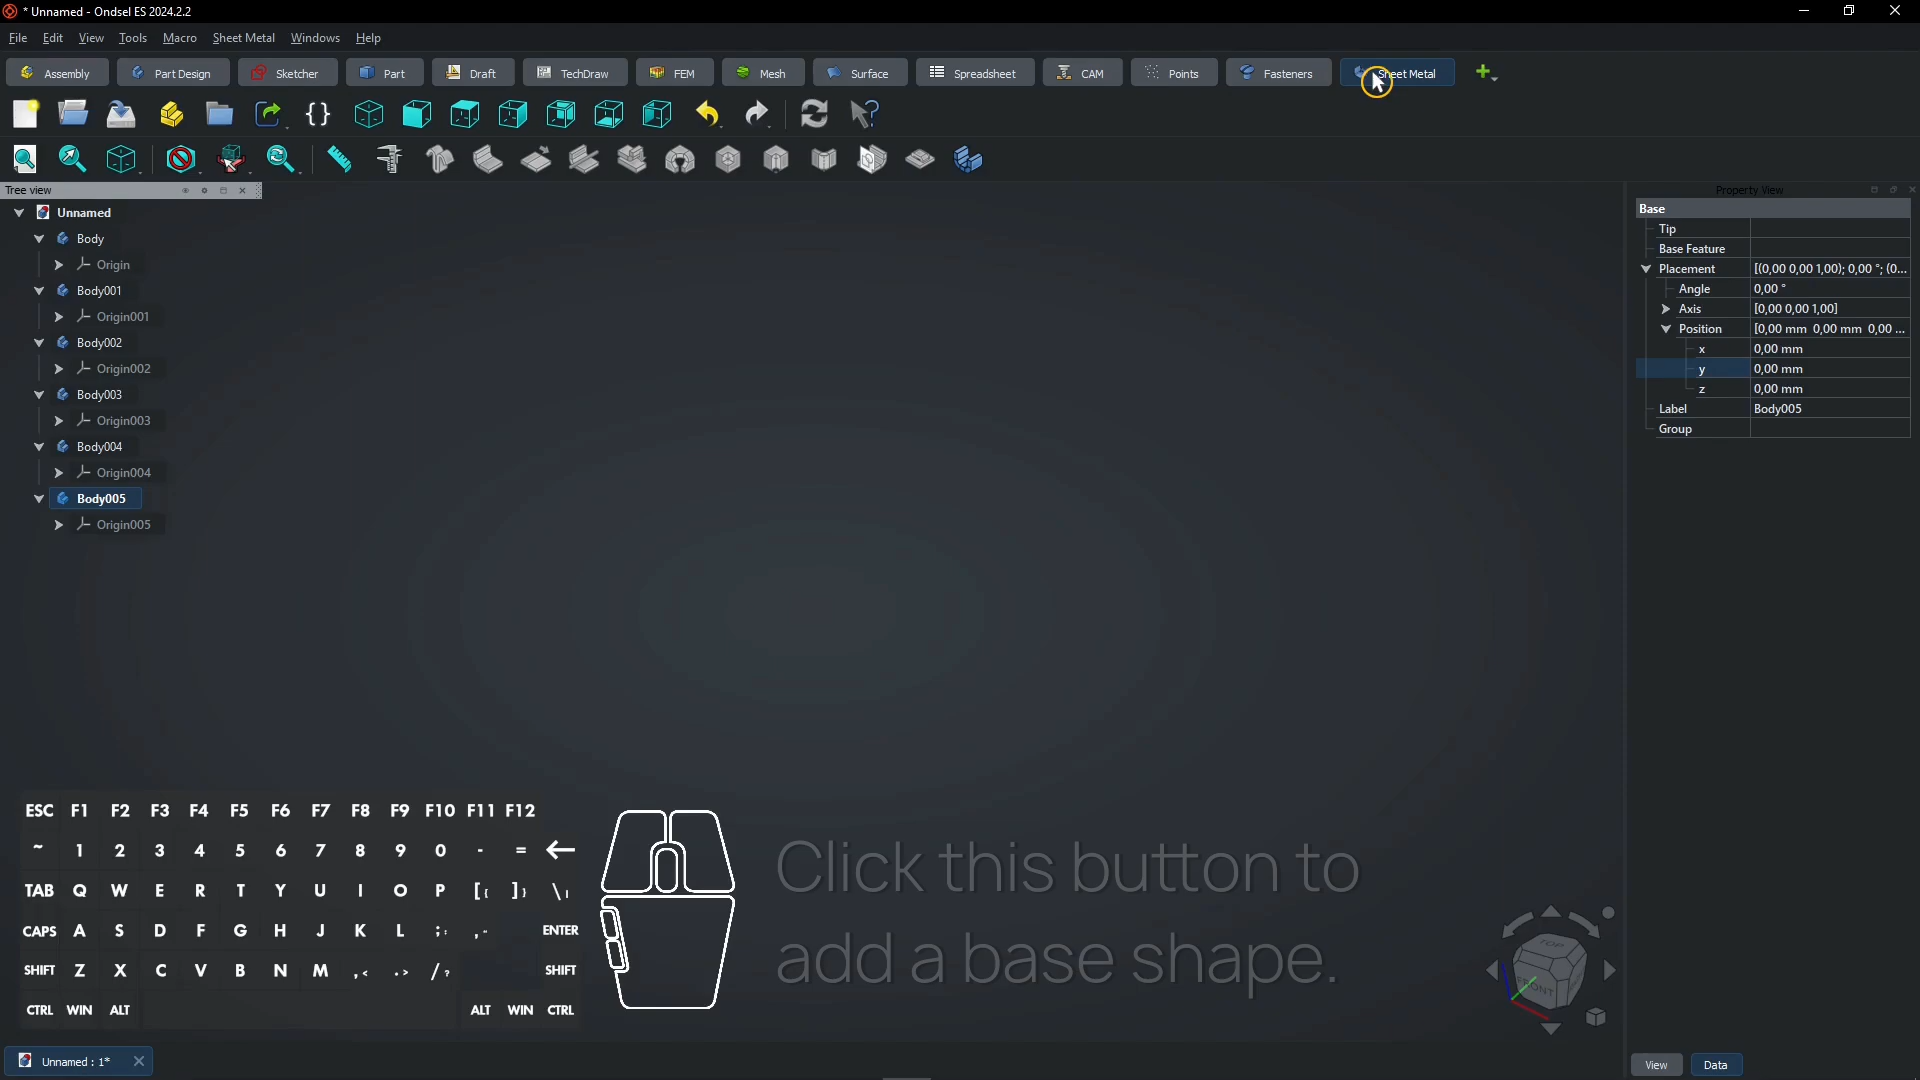 * Unnamed - Ondsel ES 2024.2.2
File Edit View Tools Macro Sheet Metal Windows Help
Assembly Part Design Sketcher Part Draft TechDraw FEM Mesh Surface Spreadsheet CAM Points Fasteners Sheet Metal
Tree view
Unnamed
Body
Origin
Body001
Origin001
Body002
Origin002
Body003
Origin003
Body004
Origin004
Body005
Origin005
Property View
Base
Tip
Base Feature
Placement [(0,00 0,00 1,00); 0,00 °; (0...
Angle 0,00 °
Axis [0,00 0,00 1,00]
Position [0,00 mm 0,00 mm 0,00 ...
x 0,00 mm
y 0,00 mm
z 0,00 mm
Label Body005
Group
ESC F1 F2 F3 F4 F5 F6 F7 F8 F9 F10 F11 F12
~ 1 2 3 4 5 6 7 8 9 0 - = ←
TAB Q W E R T Y U I O P [{ ]} \|
CAPS A S D F G H J K L ;: ," ENTER
SHIFT Z X C V B N M ,< .> /? SHIFT
CTRL WIN ALT ALT WIN CTRL
Click this button to
add a base shape.
TOP
FRONT
Unnamed : 1*
View Data